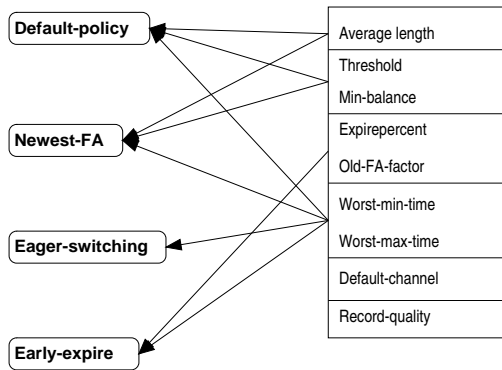 Default-policy
Newest-FA
Eager-switching
Early-expire
Average length
Threshold
Min-balance
Expirepercent
Old-FA-factor
Worst-min-time
Worst-max-time
Default-channel
Record-quality